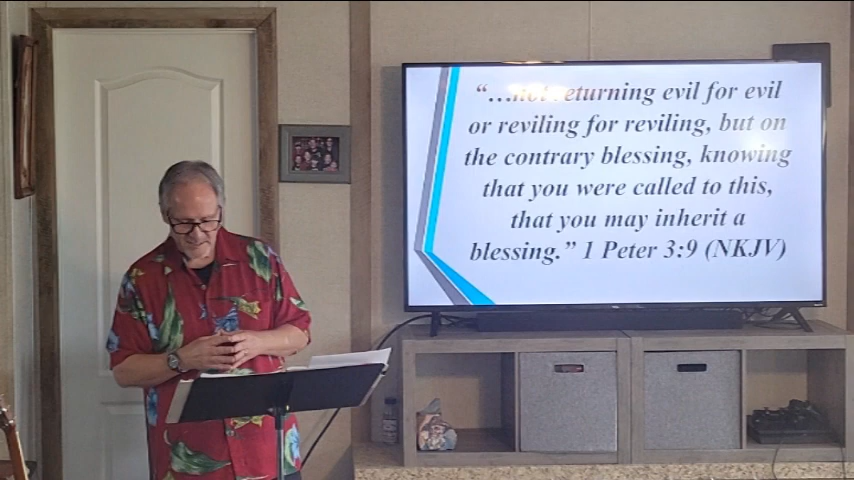 “…not returning evil for evil
or reviling for reviling, but on
the contrary blessing, knowing
that you were called to this,
that you may inherit a
blessing.” 1 Peter 3:9 (NKJV)